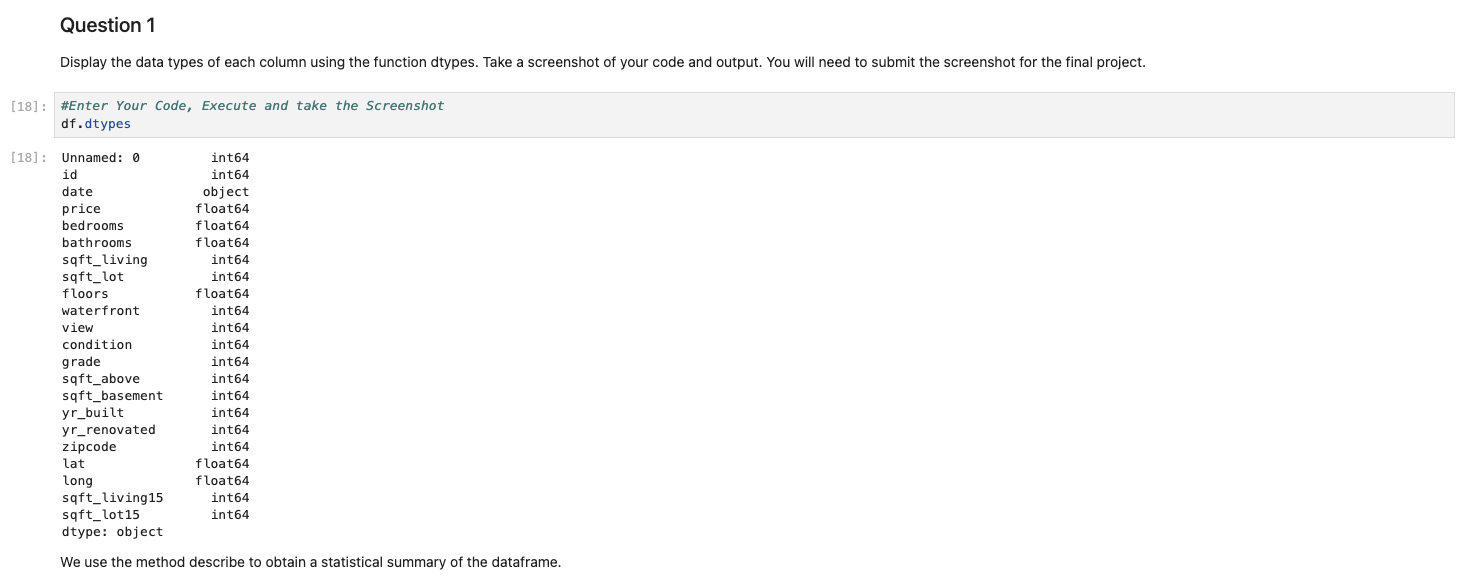 Question 1
Display the data types of each column using the function dtypes. Take a screenshot of your code and output. You will need to submit the screenshot for the final project.
[18]: #Enter Your Code, Execute and take the Screenshot
df.dtypes
[18]: Unnamed: 0 int64
id int64
date object
price float64
bedrooms float64
bathrooms float64
sqft_living int64
sqft_lot int64
floors float64
waterfront int64
view int64
condition int64
grade int64
sqft_above int64
sqft_basement int64
yr_built int64
yr_renovated int64
zipcode int64
lat float64
long float64
sqft_living15 int64
sqft_lot15 int64
dtype: object
We use the method describe to obtain a statistical summary of the dataframe.